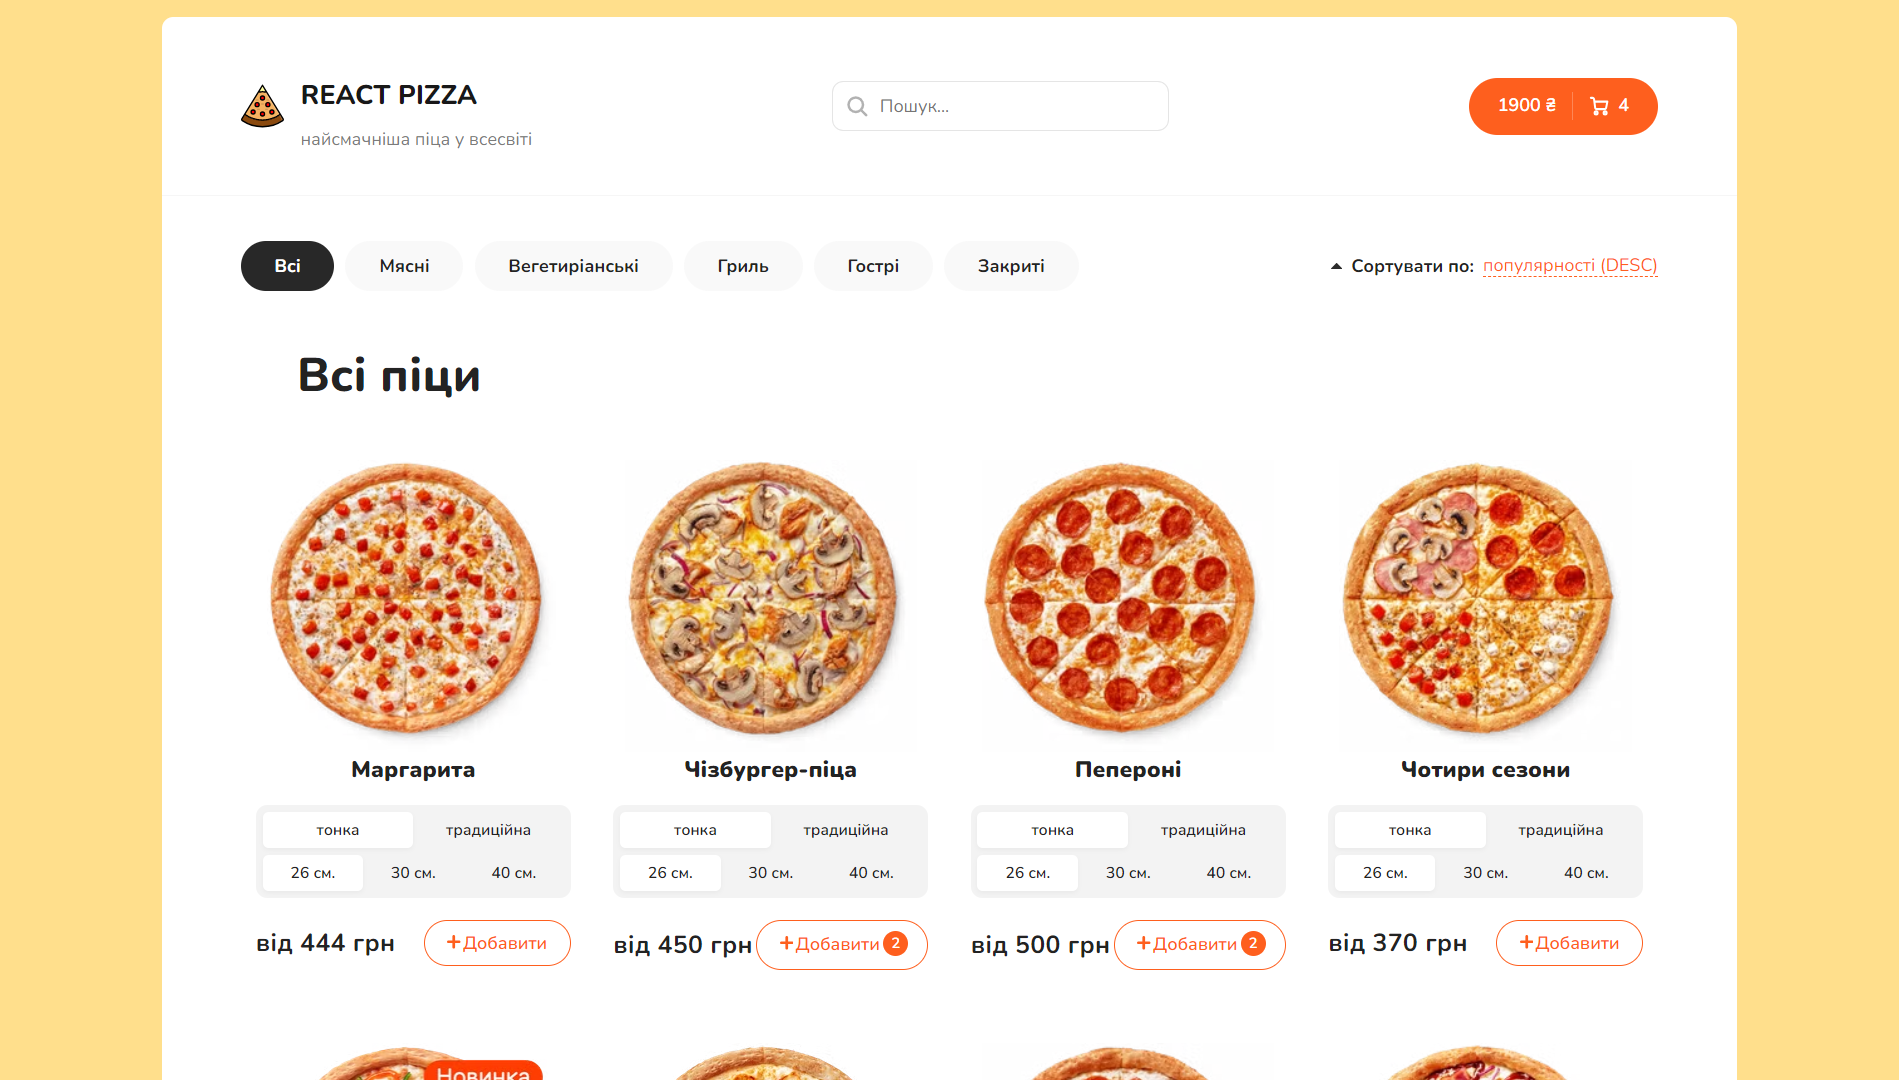 REACT PIZZA
найсмачніша піца у всесвіті
Пошук...
1900 ₴ 4
Всі Мясні Вегетиріанські Гриль Гострі Закриті
Сортувати по: популярності (DESC)
Всі піци
Маргарита Чізбургер-піца Пепероні Чотири сезони
тонка традиційна тонка традиційна тонка традиційна тонка традиційна
26 см. 30 см. 40 см. 26 см. 30 см. 40 см. 26 см. 30 см. 40 см. 26 см. 30 см. 40 см.
від 444 грн +Добавити від 450 грн +Добавити 2 від 500 грн +Добавити 2 від 370 грн +Добавити
Новинка